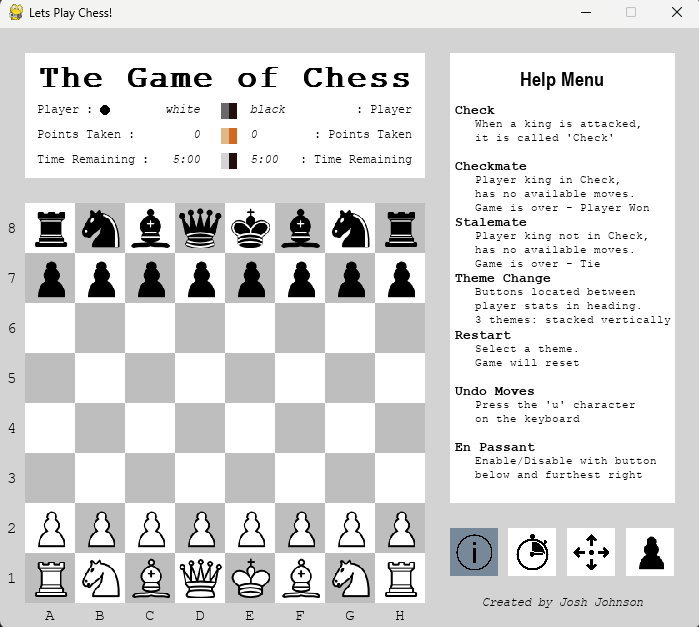 Lets Play Chess!
The Game of Chess
Player : white black : Player
Points Taken : 0 0 : Points Taken
Time Remaining : 5:00 5:00 : Time Remaining
8
7
6
5
4
3
2
1
A B C D E F G H
Help Menu
Check
When a king is attacked,
it is called 'Check'
Checkmate
Player king in Check,
has no available moves.
Game is over - Player Won
Stalemate
Player king not in Check,
has no available moves.
Game is over - Tie
Theme Change
Buttons located between
player stats in heading.
3 themes: stacked vertically
Restart
Select a theme.
Game will reset
Undo Moves
Press the 'u' character
on the keyboard
En Passant
Enable/Disable with button
below and furthest right
i
Created by Josh Johnson